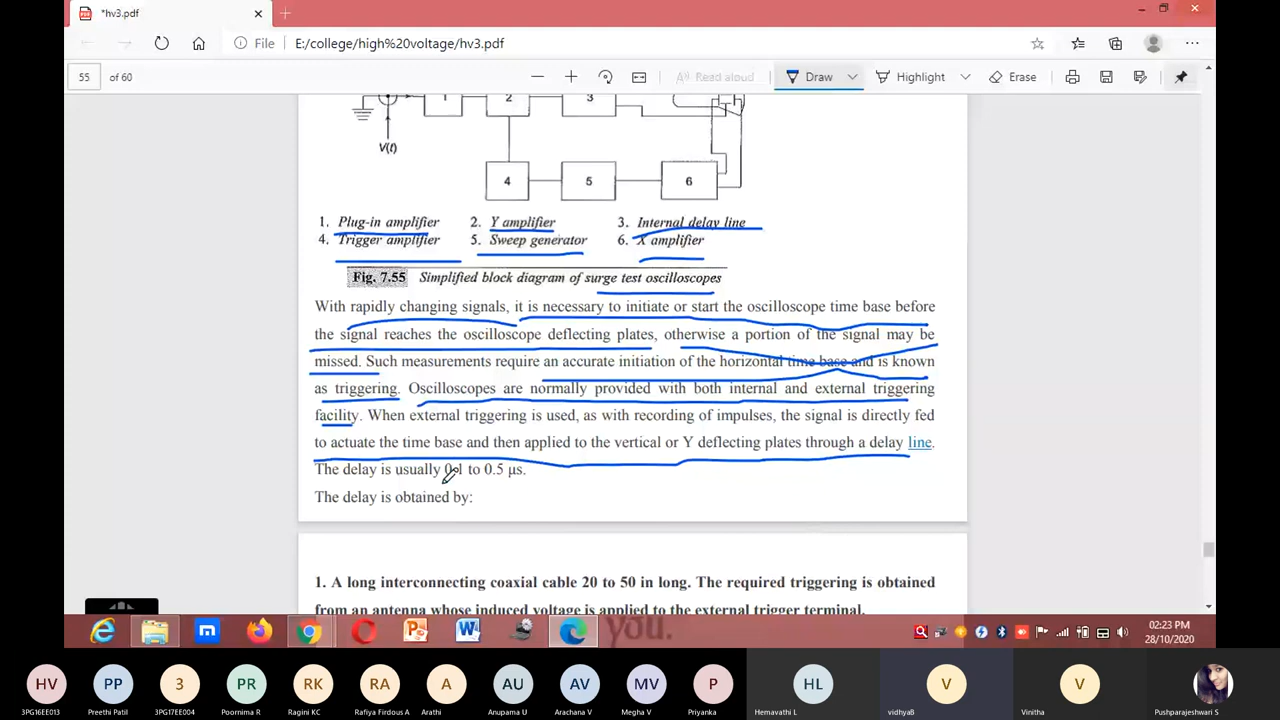 *hv3.pdf
File
E:/college/high%20voltage/hv3.pdf
55 of 60
Read aloud
Draw
Highlight
Erase
1 2 3
V(t)
4 5 6
1. Plug-in amplifier 2. Y amplifier 3. Internal delay line
4. Trigger amplifier 5. Sweep generator 6. X amplifier
Fig. 7.55 Simplified block diagram of surge test oscilloscopes
With rapidly changing signals, it is necessary to initiate or start the oscilloscope time base before
the signal reaches the oscilloscope deflecting plates, otherwise a portion of the signal may be
missed. Such measurements require an accurate initiation of the horizontal time base and is known
as triggering. Oscilloscopes are normally provided with both internal and external triggering
facility. When external triggering is used, as with recording of impulses, the signal is directly fed
to actuate the time base and then applied to the vertical or Y deflecting plates through a delay line.
The delay is usually 0.1 to 0.5 μs.
The delay is obtained by:
1. A long interconnecting coaxial cable 20 to 50 in long. The required triggering is obtained
from an antenna whose induced voltage is applied to the external trigger terminal.
you.
02:23 PM
28/10/2020
HV PP 3 PR RK RA A AU AV MV P HL V V
3PG16EE013 Preethi Patil 3PG17EE004 Poornima R Ragini KC Rafiya Firdous A Arathi Anupama U Arachana V Megha V Priyanka Hemavathi L vidhyaB Vinitha Pushparajeshwari S